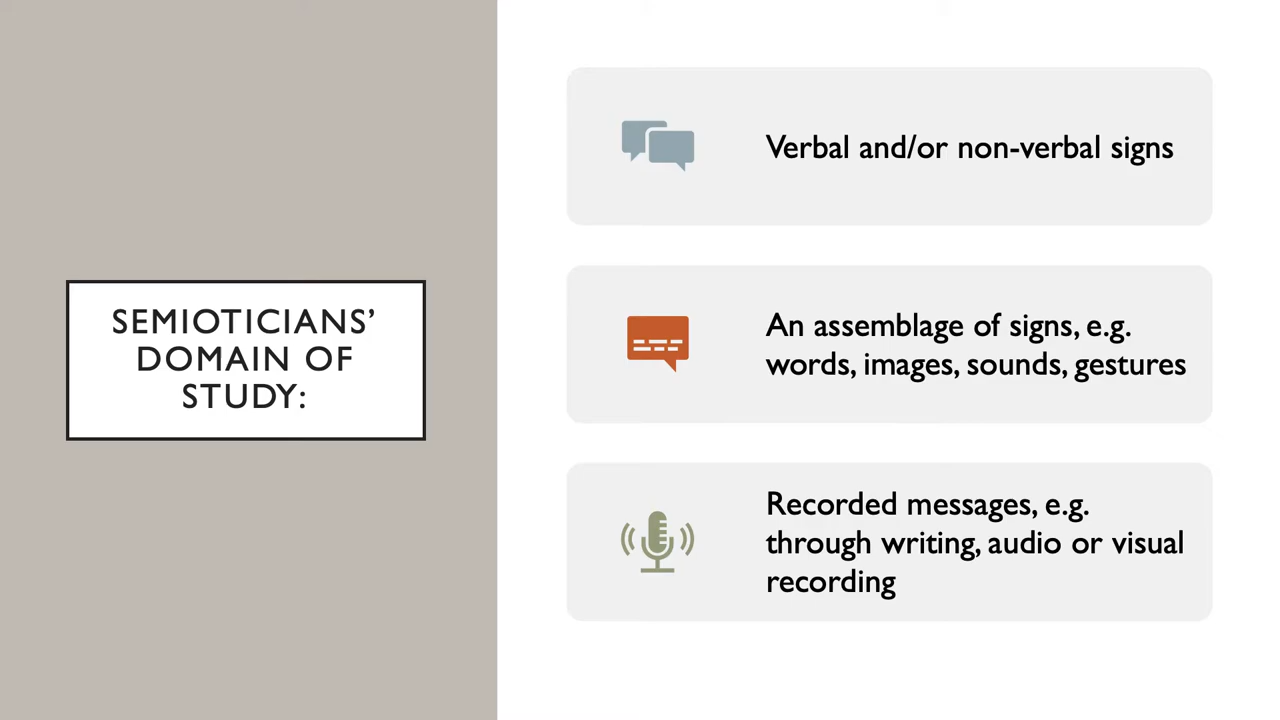 SEMIOTICIANS’
DOMAIN OF
STUDY:
Verbal and/or non-verbal signs
An assemblage of signs, e.g.
words, images, sounds, gestures
Recorded messages, e.g.
through writing, audio or visual
recording